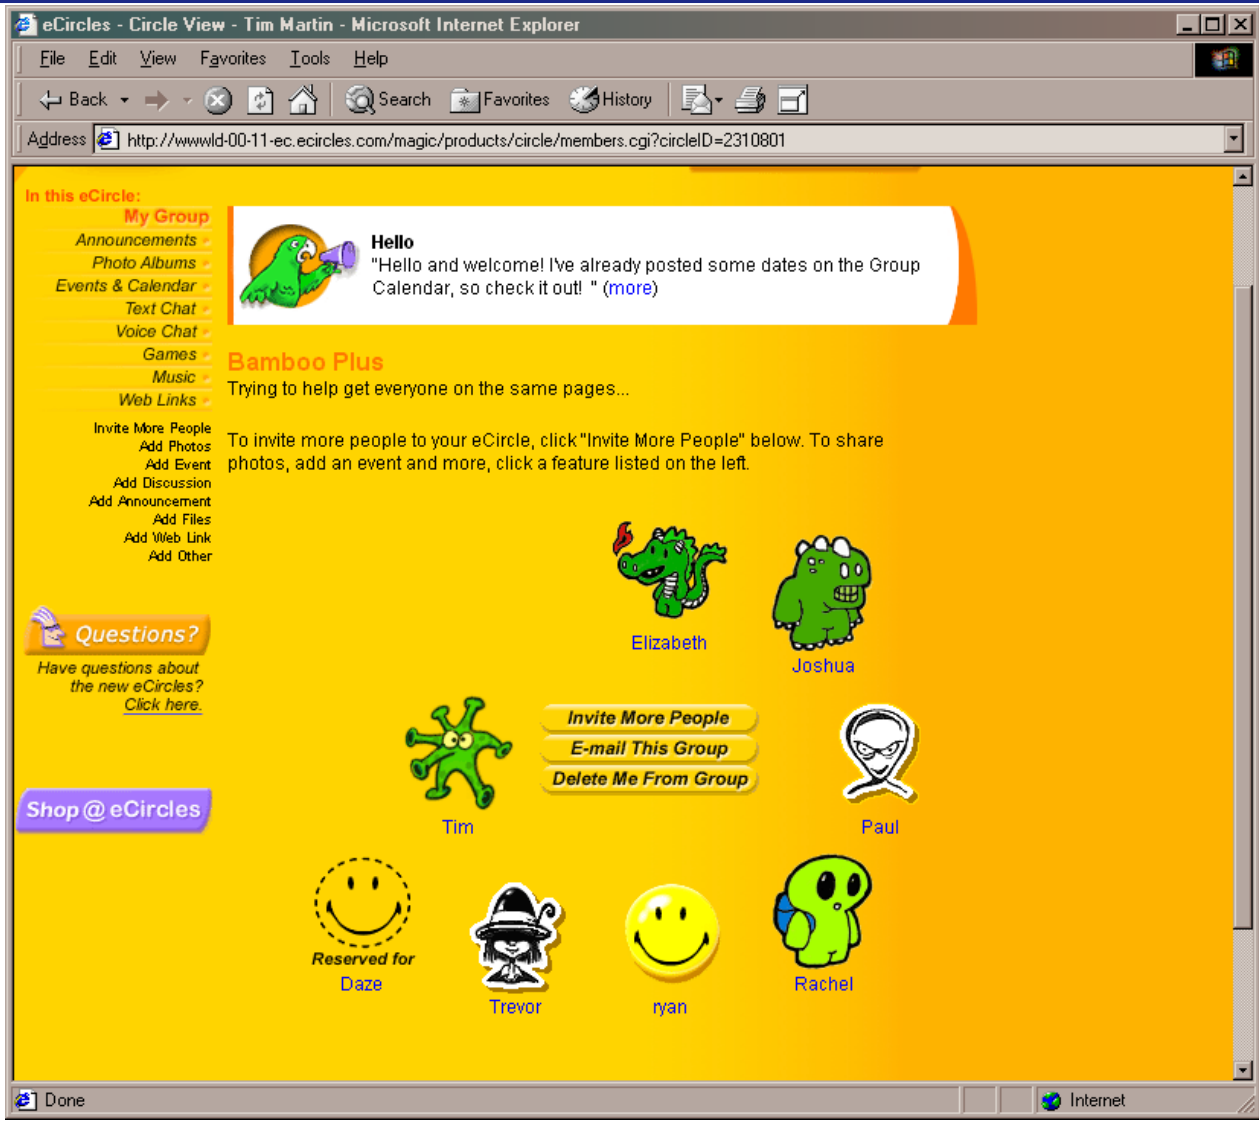 eCircles - Circle View - Tim Martin - Microsoft Internet Explorer
File Edit View Favorites Tools Help
Back Search Favorites History
Address http://wwwld-00-11-ec.ecircles.com/magic/products/circle/members.cgi?circleID=2310801
In this eCircle:
My Group
Announcements
Photo Albums
Events & Calendar
Text Chat
Voice Chat
Games
Music
Web Links
Invite More People
Add Photos
Add Event
Add Discussion
Add Announcement
Add Files
Add Web Link
Add Other
Questions?
Have questions about
the new eCircles?
Click here.
Shop @ eCircles
Hello
"Hello and welcome! I've already posted some dates on the Group
Calendar, so check it out! " (more)
Bamboo Plus
Trying to help get everyone on the same pages...
To invite more people to your eCircle, click "Invite More People" below. To share
photos, add an event and more, click a feature listed on the left.
Elizabeth
Joshua
Invite More People
E-mail This Group
Delete Me From Group
Tim
Paul
Reserved for
Daze
Trevor
ryan
Rachel
Done
Internet